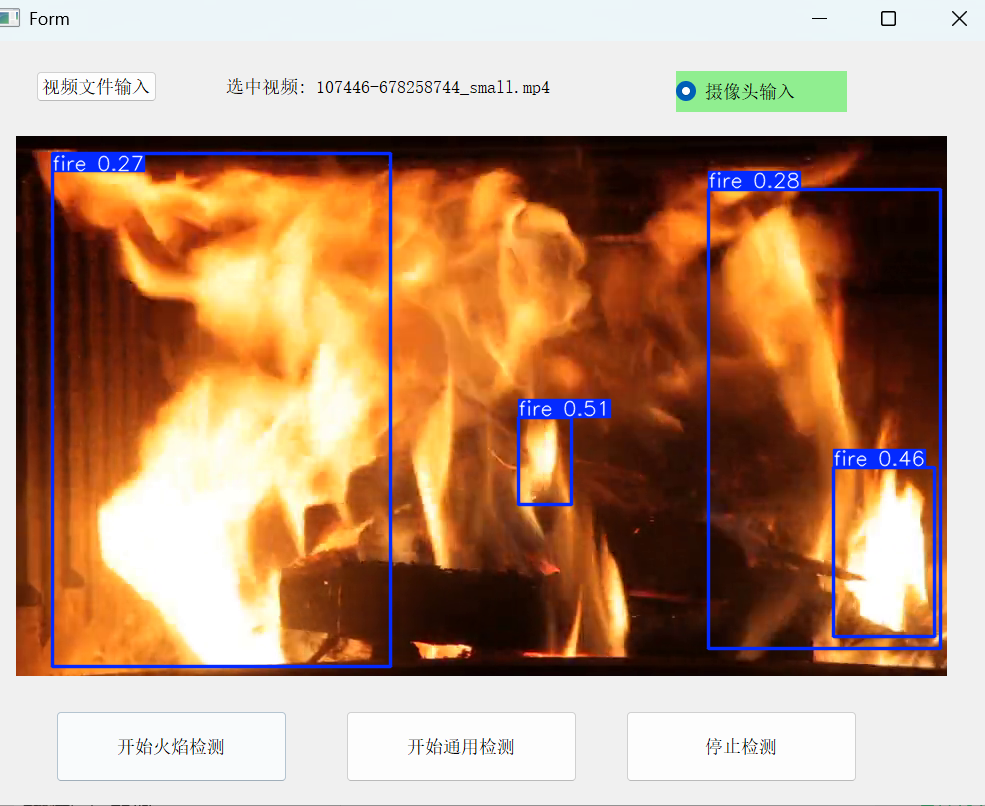 Form
视频文件输入
选中视频: 107446-678258744_small.mp4
摄像头输入
fire 0.27
fire 0.28
fire 0.51
fire 0.46
开始火焰检测
开始通用检测
停止检测